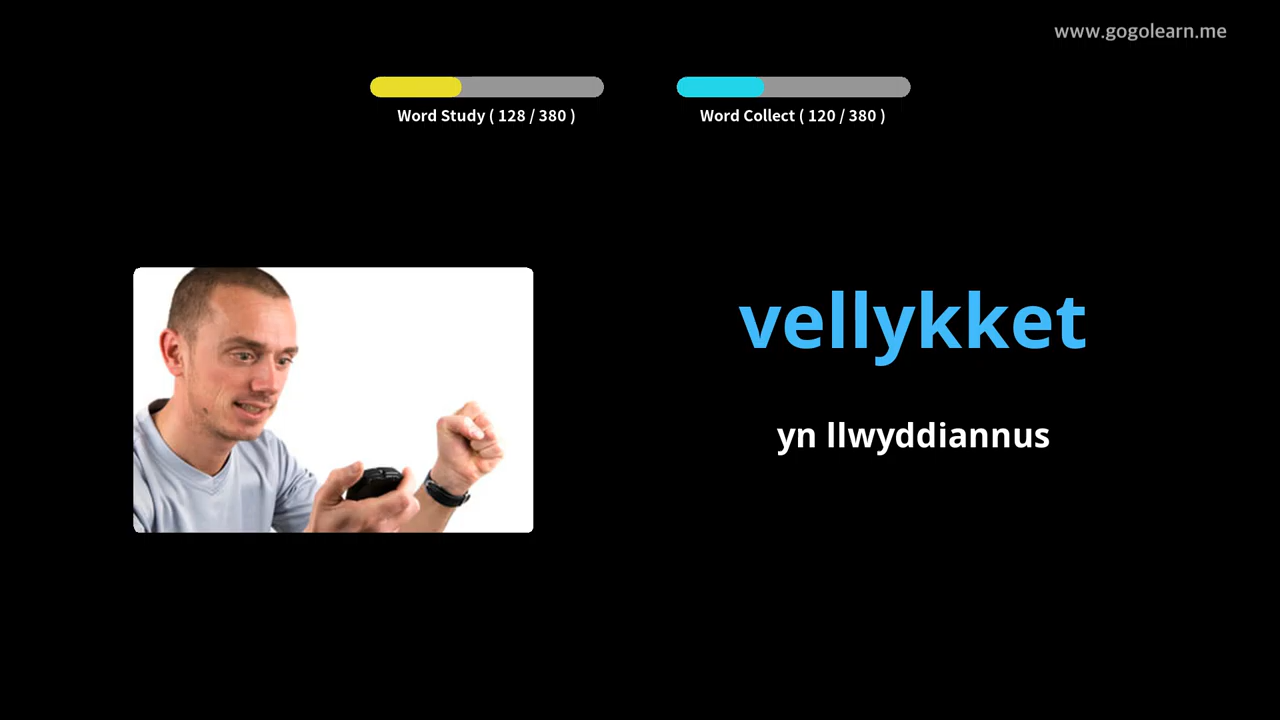 www.gogolearn.me
Word Study ( 128 / 380 )
Word Collect ( 120 / 380 )
vellykket
yn llwyddiannus